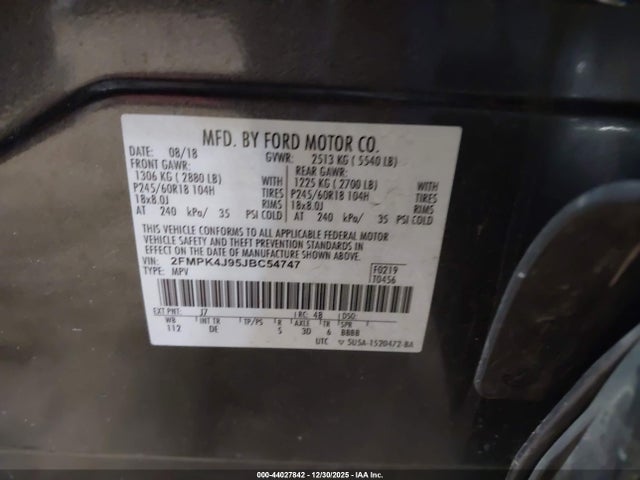 MFD. BY FORD MOTOR CO.
DATE: 08/18 GVWR: 2513 KG ( 5540 LB)
FRONT GAWR: REAR GAWR:
1306 KG ( 2880 LB) 1225 KG ( 2700 LB)
P245/60R18 104H TIRES P245/60R18 104H TIRES
18x8.0J RIMS 18x8.0J RIMS
AT 240 kPa/ 35 PSI COLD AT 240 kPa/ 35 PSI COLD
THIS VEHICLE CONFORMS TO ALL APPLICABLE FEDERAL MOTOR
VEHICLE SAFETY AND THEFT PREVENTION STANDARDS IN
EFFECT ON THE DATE OF MANUFACTURE SHOWN ABOVE.
VIN: 2FMPK4J95JBC54747 F0219
TYPE: MPV T0456
EXT PNT: J7 RC: 48 DSO:
WB INT TR TP/PS R AXLE TR SPR
112 DE 5 3D 6 BBBB
UTC ▽ 5U5A-1520472-BA
000-44027842 - 12/30/2025 - IAA Inc.